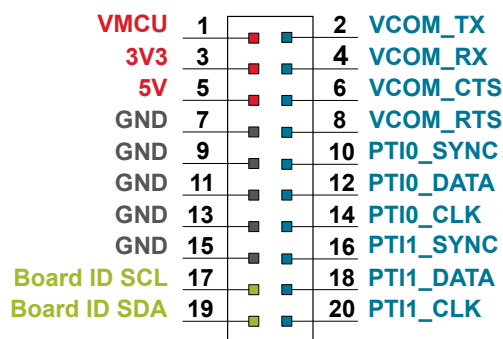 VMCU 1 2 VCOM_TX
3V3 3 4 VCOM_RX
5V 5 6 VCOM_CTS
GND 7 8 VCOM_RTS
GND 9 10 PTI0_SYNC
GND 11 12 PTI0_DATA
GND 13 14 PTI0_CLK
GND 15 16 PTI1_SYNC
Board ID SCL 17 18 PTI1_DATA
Board ID SDA 19 20 PTI1_CLK